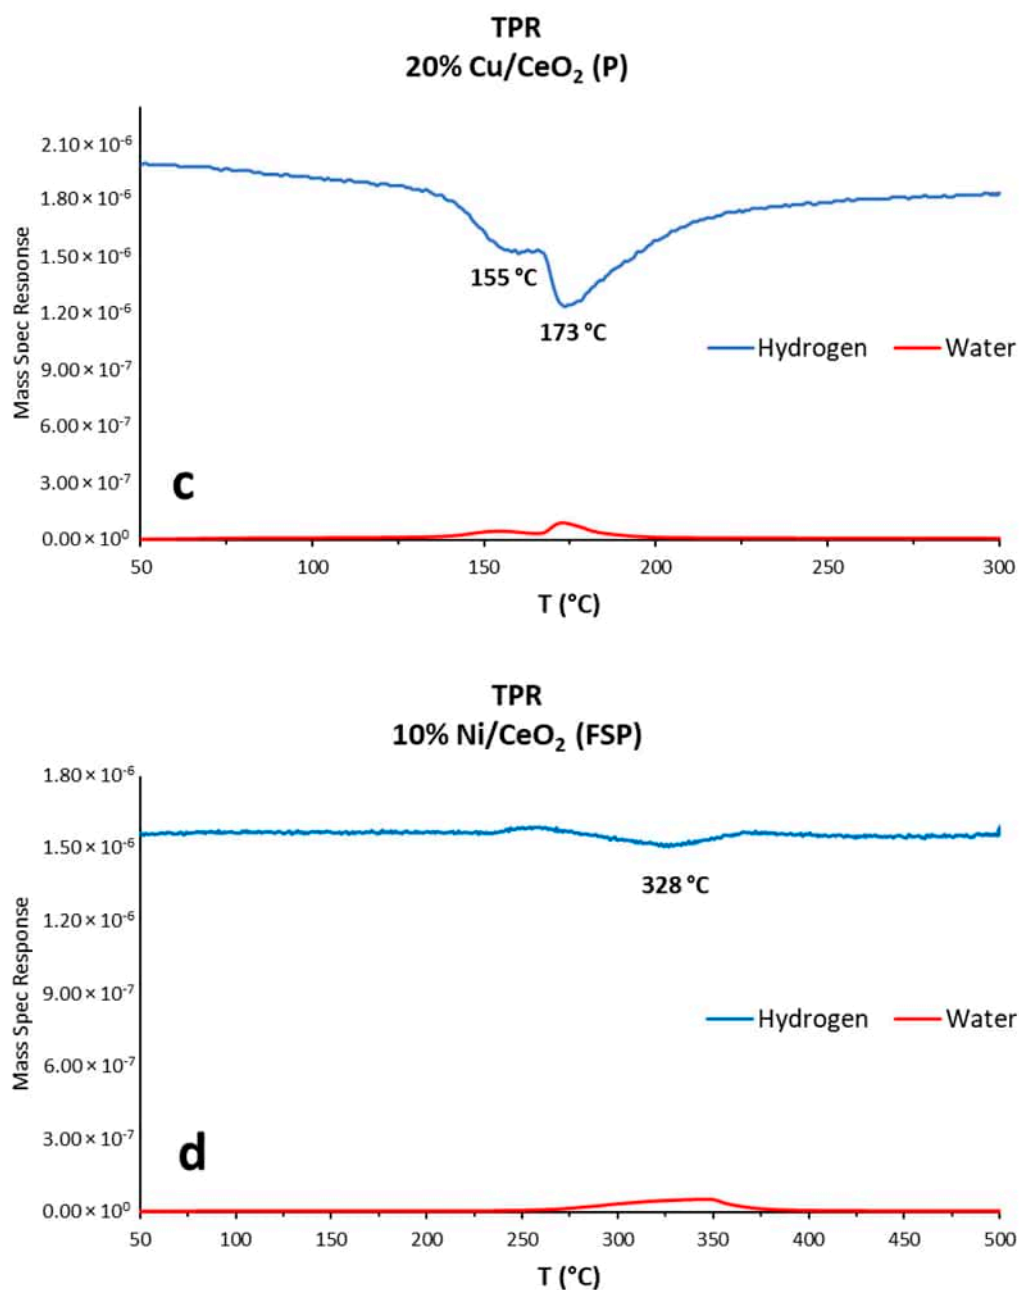 TPR
20% Cu/CeO₂ (P)
2.10 × 10⁻⁶
1.80 × 10⁻⁶
1.50 × 10⁻⁶
1.20 × 10⁻⁶
9.00 × 10⁻⁷
6.00 × 10⁻⁷
3.00 × 10⁻⁷
0.00 × 10⁰
Mass Spec Response
155 °C
173 °C
Hydrogen
Water
c
50 100 150 200 250 300
T (°C)
TPR
10% Ni/CeO₂ (FSP)
1.80 × 10⁻⁶
1.50 × 10⁻⁶
1.20 × 10⁻⁶
9.00 × 10⁻⁷
6.00 × 10⁻⁷
3.00 × 10⁻⁷
0.00 × 10⁰
Mass Spec Response
328 °C
Hydrogen
Water
d
50 100 150 200 250 300 350 400 450 500
T (°C)